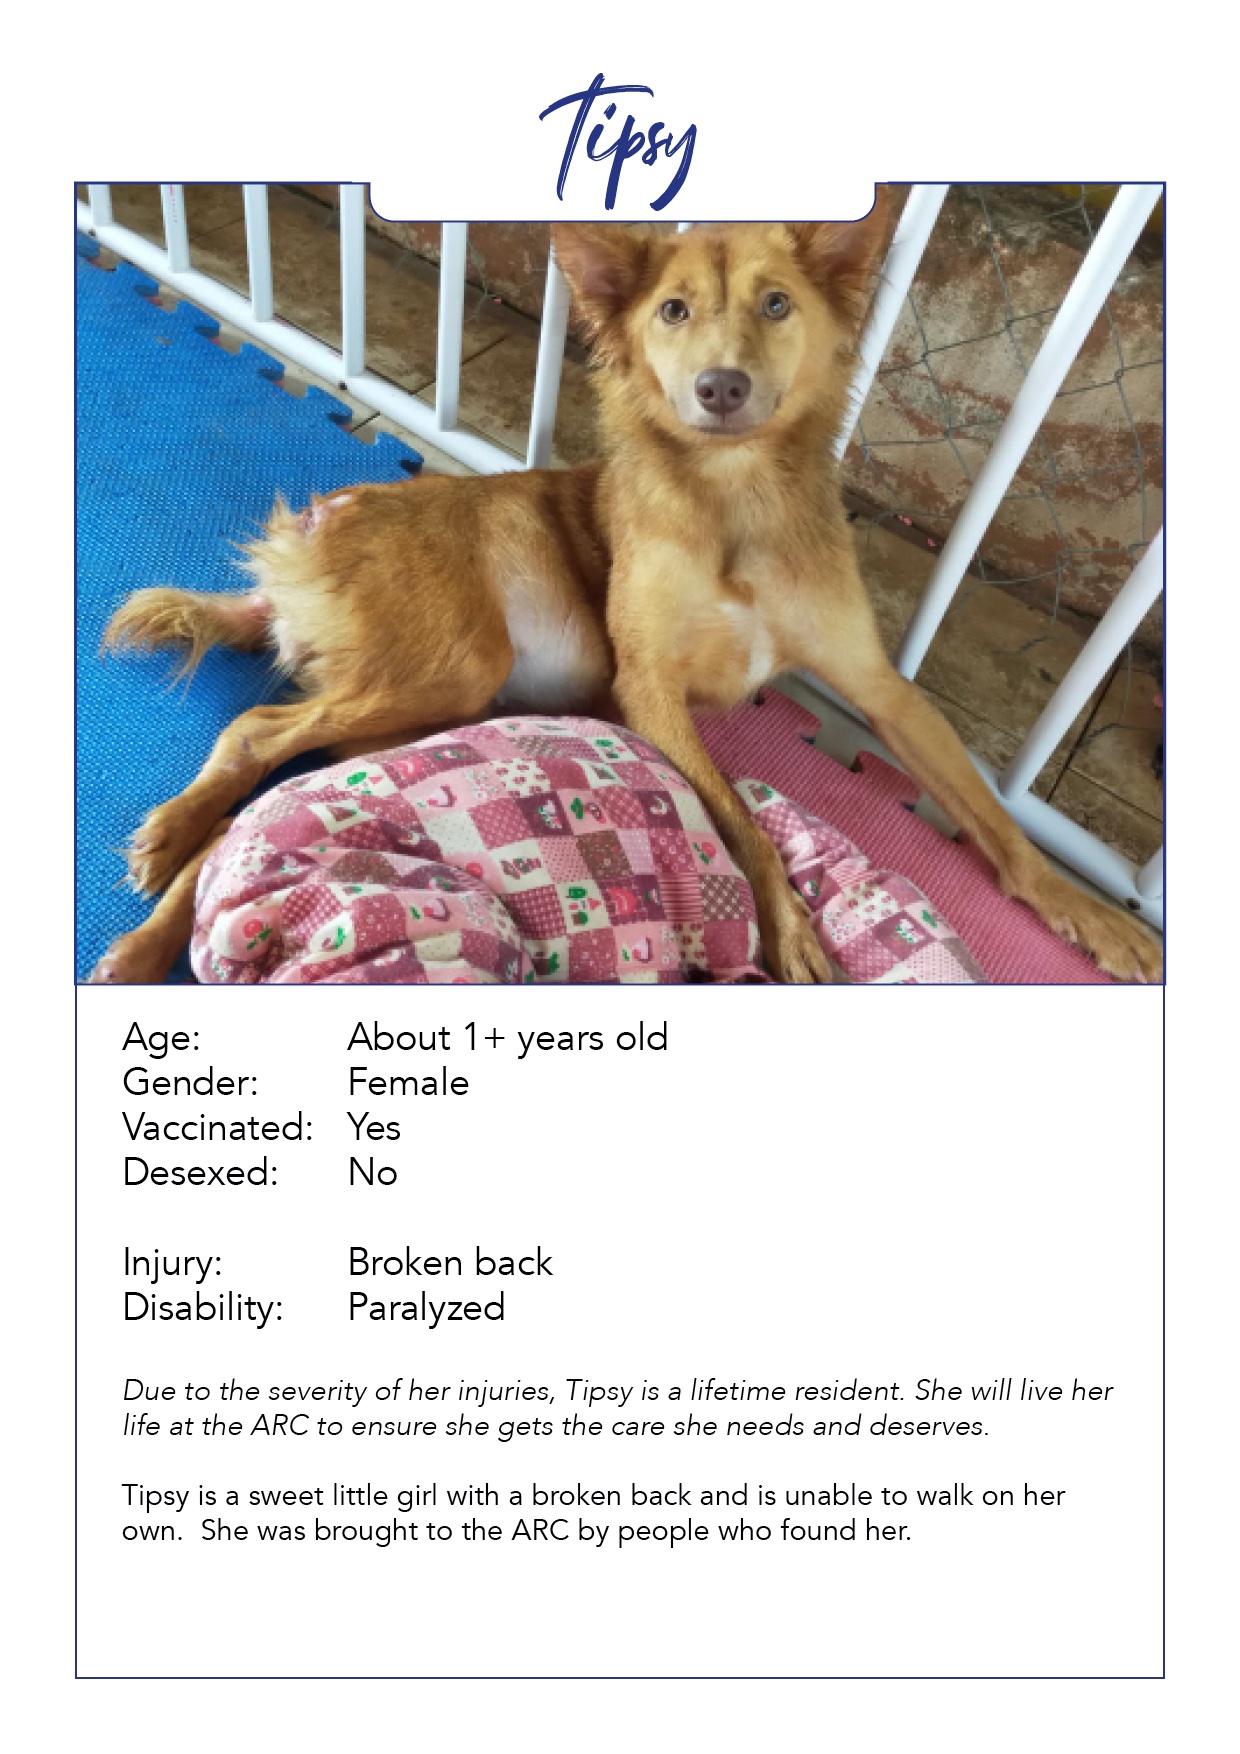 Tipsy
Age: About 1+ years old
Gender: Female
Vaccinated: Yes
Desexed: No
Injury: Broken back
Disability: Paralyzed
Due to the severity of her injuries, Tipsy is a lifetime resident. She will live her
life at the ARC to ensure she gets the care she needs and deserves.
Tipsy is a sweet little girl with a broken back and is unable to walk on her
own.  She was brought to the ARC by people who found her.